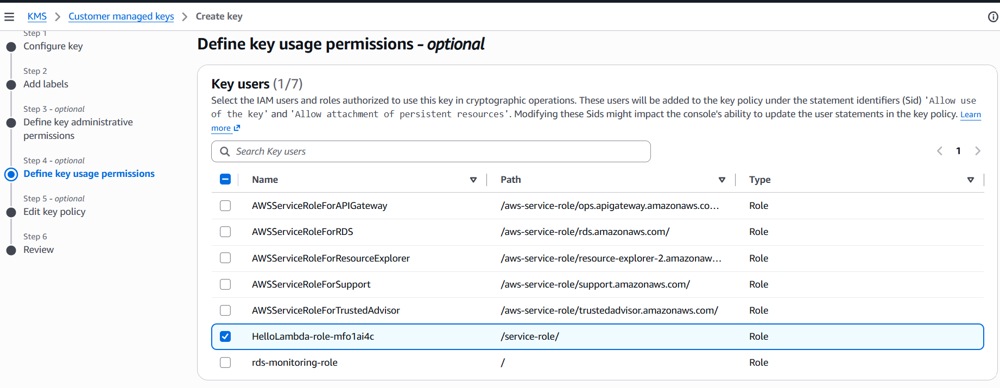 KMS > Customer managed keys > Create key
Step 1
Configure key
Step 2
Add labels
Step 3 - optional
Define key administrative
permissions
Step 4 - optional
Define key usage permissions
Step 5 - optional
Edit key policy
Step 6
Review
Define key usage permissions - optional
Key users (1/7)
Select the IAM users and roles authorized to use this key in cryptographic operations. These users will be added to the key policy under the statement identifiers (Sid) 'Allow use
of the key' and 'Allow attachment of persistent resources'. Modifying these Sids might impact the console's ability to update the user statements in the key policy. Learn
more
Search Key users
1
Name Path Type
AWSServiceRoleForAPIGateway /aws-service-role/ops.apigateway.amazonaws.co... Role
AWSServiceRoleForRDS /aws-service-role/rds.amazonaws.com/ Role
AWSServiceRoleForResourceExplorer /aws-service-role/resource-explorer-2.amazonaw... Role
AWSServiceRoleForSupport /aws-service-role/support.amazonaws.com/ Role
AWSServiceRoleForTrustedAdvisor /aws-service-role/trustedadvisor.amazonaws.com/ Role
HelloLambda-role-mfo1ai4c /service-role/ Role
rds-monitoring-role / Role